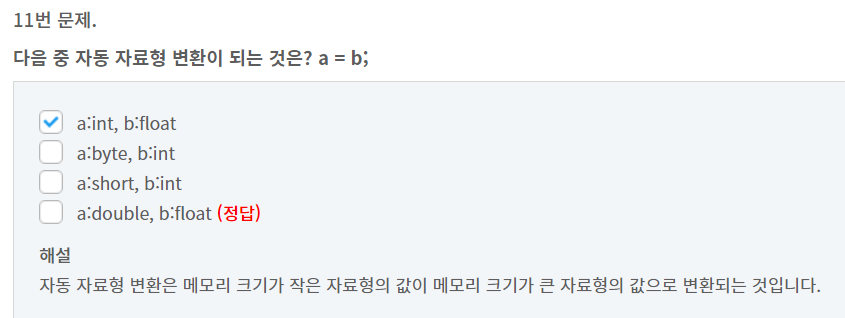 11번 문제.
다음 중 자동 자료형 변환이 되는 것은? a = b;
a:int, b:float
a:byte, b:int
a:short, b:int
a:double, b:float (정답)
해설
자동 자료형 변환은 메모리 크기가 작은 자료형의 값이 메모리 크기가 큰 자료형의 값으로 변환되는 것입니다.